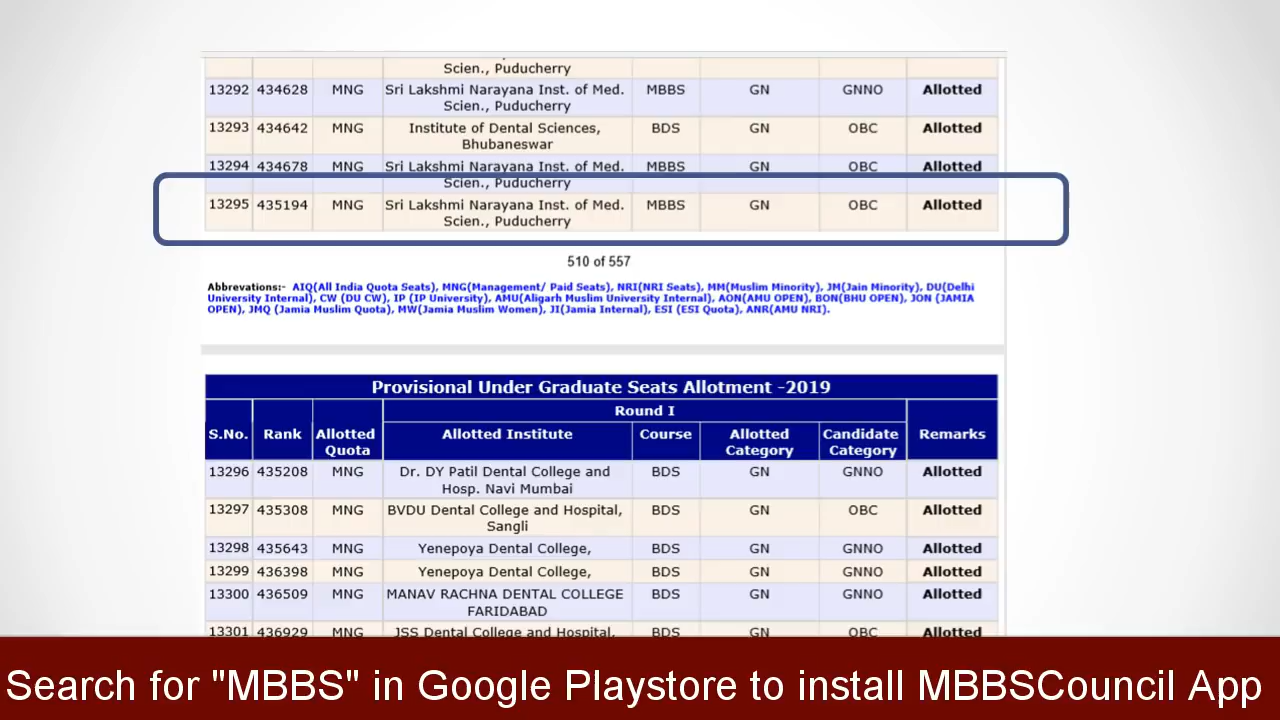 Scien., Puducherry
13292 434628 MNG Sri Lakshmi Narayana Inst. of Med. MBBS GN GNNO Allotted
Scien., Puducherry
13293 434642 MNG Institute of Dental Sciences, BDS GN OBC Allotted
Bhubaneswar
13294 434678 MNG Sri Lakshmi Narayana Inst. of Med. MBBS GN OBC Allotted
Scien., Puducherry
13295 435194 MNG Sri Lakshmi Narayana Inst. of Med. MBBS GN OBC Allotted
Scien., Puducherry
510 of 557
Abbrevations:- AIQ(All India Quota Seats), MNG(Management/ Paid Seats), NRI(NRI Seats), MM(Muslim Minority), JM(Jain Minority), DU(Delhi
University Internal), CW (DU CW), IP (IP University), AMU(Aligarh Muslim University Internal), AON(AMU OPEN), BON(BHU OPEN), JON (JAMIA
OPEN), JMQ (Jamia Muslim Quota), MW(Jamia Muslim Women), JI(Jamia Internal), ESI (ESI Quota), ANR(AMU NRI).
Provisional Under Graduate Seats Allotment -2019
Round I
S.No. Rank Allotted Allotted Institute Course Allotted Candidate Remarks
Quota Category Category
13296 435208 MNG Dr. DY Patil Dental College and BDS GN GNNO Allotted
Hosp. Navi Mumbai
13297 435308 MNG BVDU Dental College and Hospital, BDS GN OBC Allotted
Sangli
13298 435643 MNG Yenepoya Dental College, BDS GN GNNO Allotted
13299 436398 MNG Yenepoya Dental College, BDS GN GNNO Allotted
13300 436509 MNG MANAV RACHNA DENTAL COLLEGE BDS GN GNNO Allotted
FARIDABAD
13301 436929 MNG JSS Dental College and Hospital, BDS GN OBC Allotted
Search for "MBBS" in Google Playstore to install MBBSCouncil App